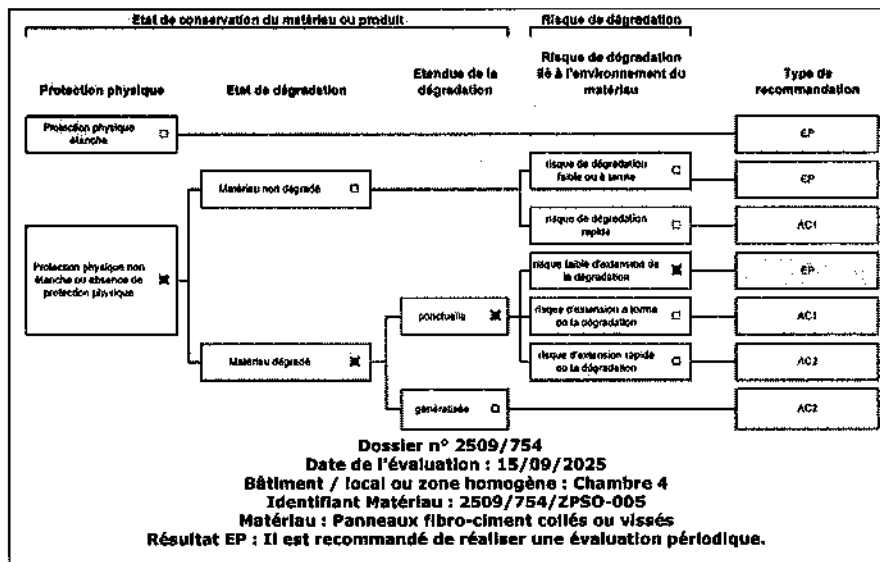 Etat de conservation du matériau ou produit
Risque de dégradation
Protection physique
Etat de dégradation
Etendue de la
dégradation
Risque de dégradation
lié à l'environnement du
matériau
Type de
recommandation
Protection physique
étanche
EP
Matériau non dégradé
risque de dégradation
faible ou à terme
EP
risque de dégradation
rapide
AC1
Protection physique non
étanche ou absence de
protection physique
risque faible d'extension de
la dégradation
EP
ponctuelle
risque d'extension à terme
de la dégradation
AC1
Matériau dégradé
risque d'extension rapide
de la dégradation
AC2
généralisée
AC2
Dossier n° 2509/754
Date de l'évaluation : 15/09/2025
Bâtiment / local ou zone homogène : Chambre 4
Identifiant Matériau : 2509/754/ZPSO-005
Matériau : Panneaux fibro-ciment collés ou vissés
Résultat EP : Il est recommandé de réaliser une évaluation périodique.